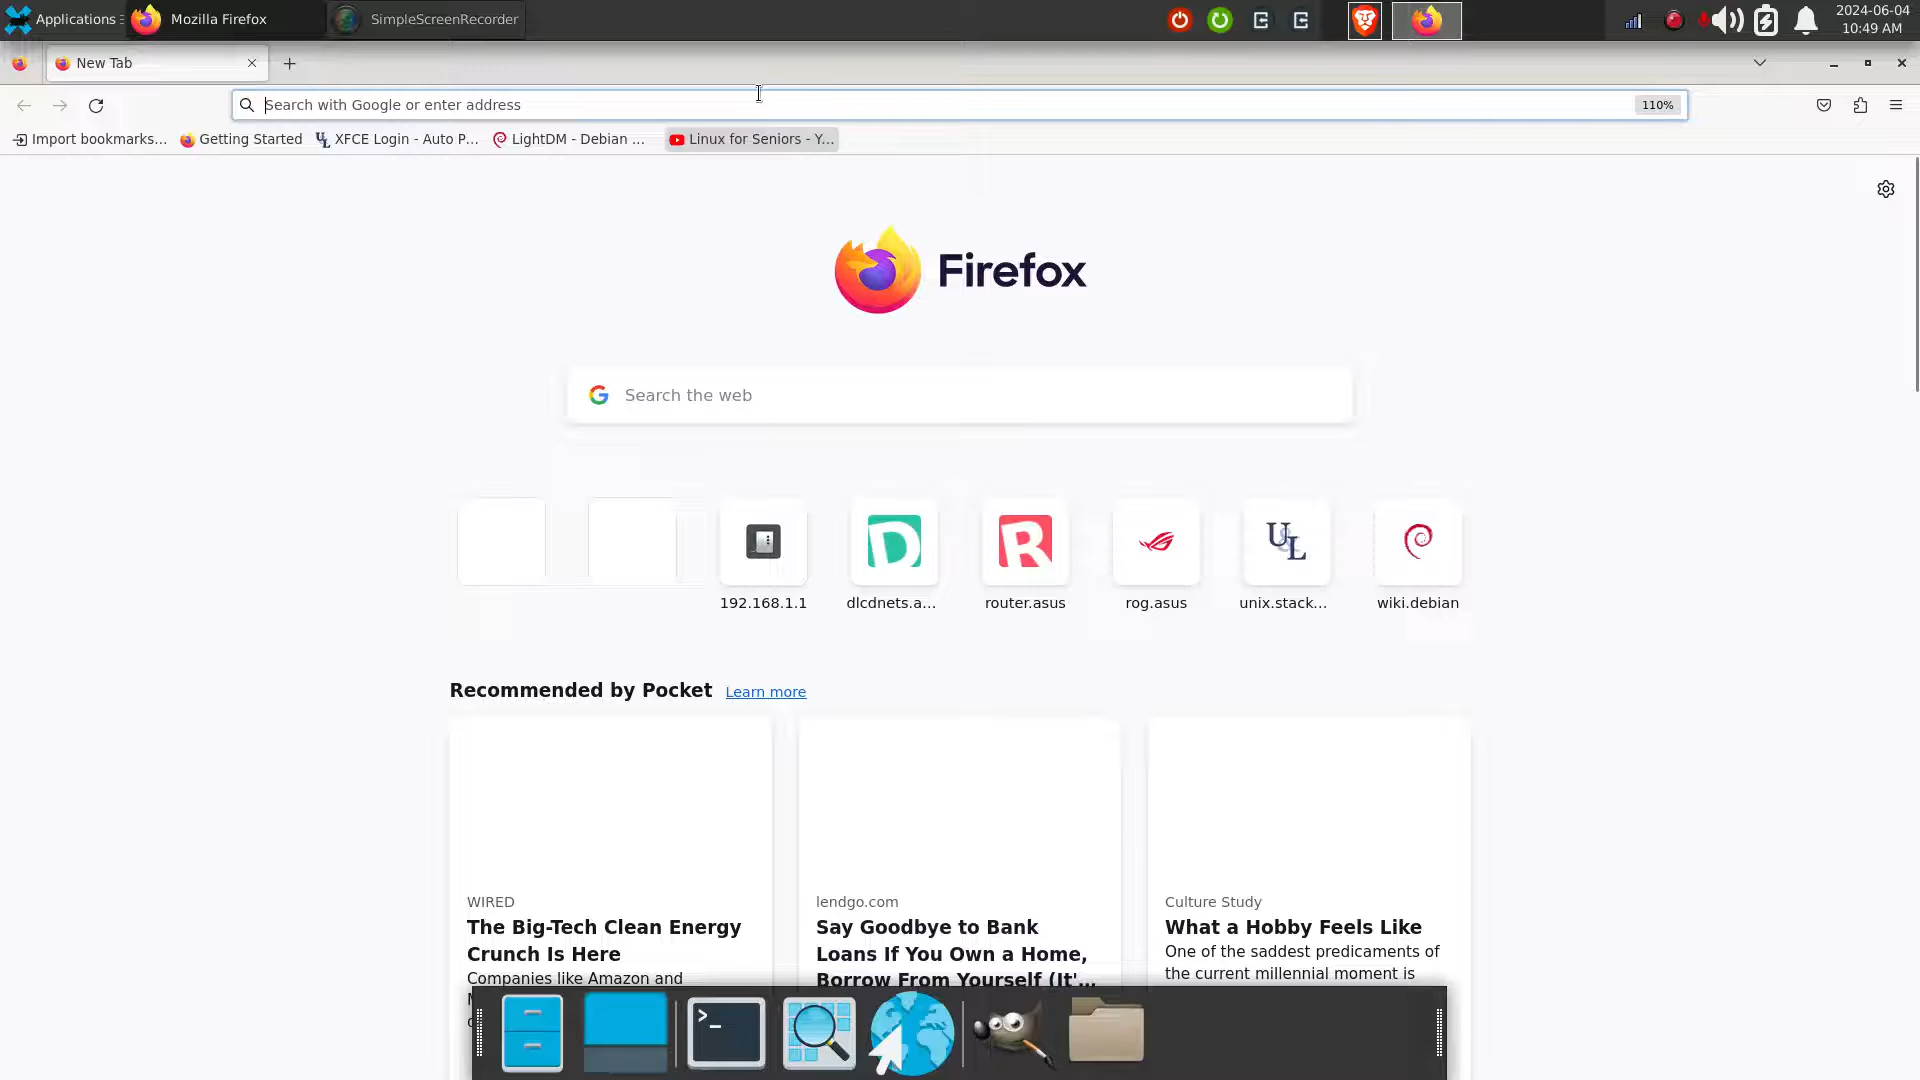 Applications
Mozilla Firefox
SimpleScreenRecorder
2024-06-04
10:49 AM
New Tab
Search with Google or enter address
110%
Import bookmarks...
Getting Started
XFCE Login - Auto P...
LightDM - Debian ...
Linux for Seniors - Y...
Firefox
Search the web
192.168.1.1
dlcdnets.a...
router.asus
rog.asus
unix.stack...
wiki.debian
Recommended by Pocket Learn more
WIRED
The Big-Tech Clean Energy
Crunch Is Here
Companies like Amazon and
lendgo.com
Say Goodbye to Bank
Loans If You Own a Home,
Borrow From Yourself (It'...
Culture Study
What a Hobby Feels Like
One of the saddest predicaments of
the current millennial moment is